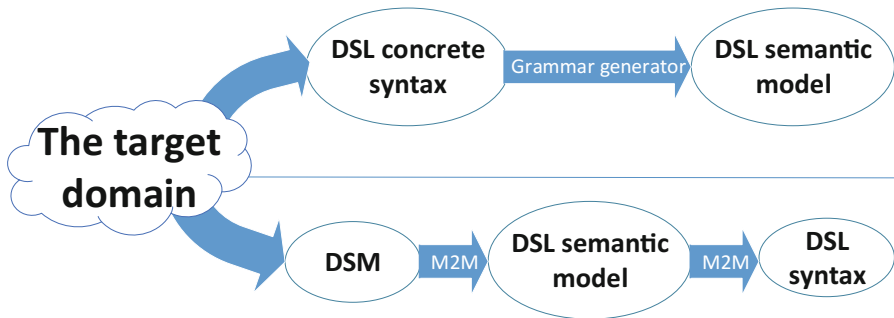 The target
domain
DSL concrete
syntax
Grammar generator
DSL semantic
model
DSM
M2M
DSL semantic
model
M2M
DSL
syntax